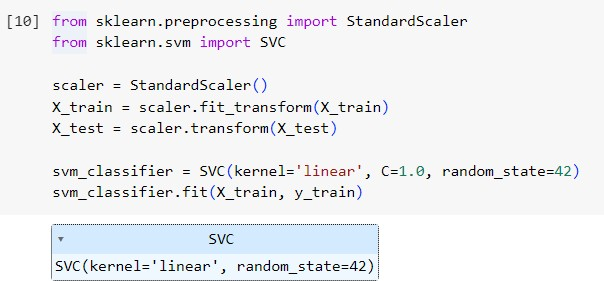 [10] from sklearn.preprocessing import StandardScaler
from sklearn.svm import SVC
scaler = StandardScaler()
X_train = scaler.fit_transform(X_train)
X_test = scaler.transform(X_test)
svm_classifier = SVC(kernel='linear', C=1.0, random_state=42)
svm_classifier.fit(X_train, y_train)
SVC
SVC(kernel='linear', random_state=42)